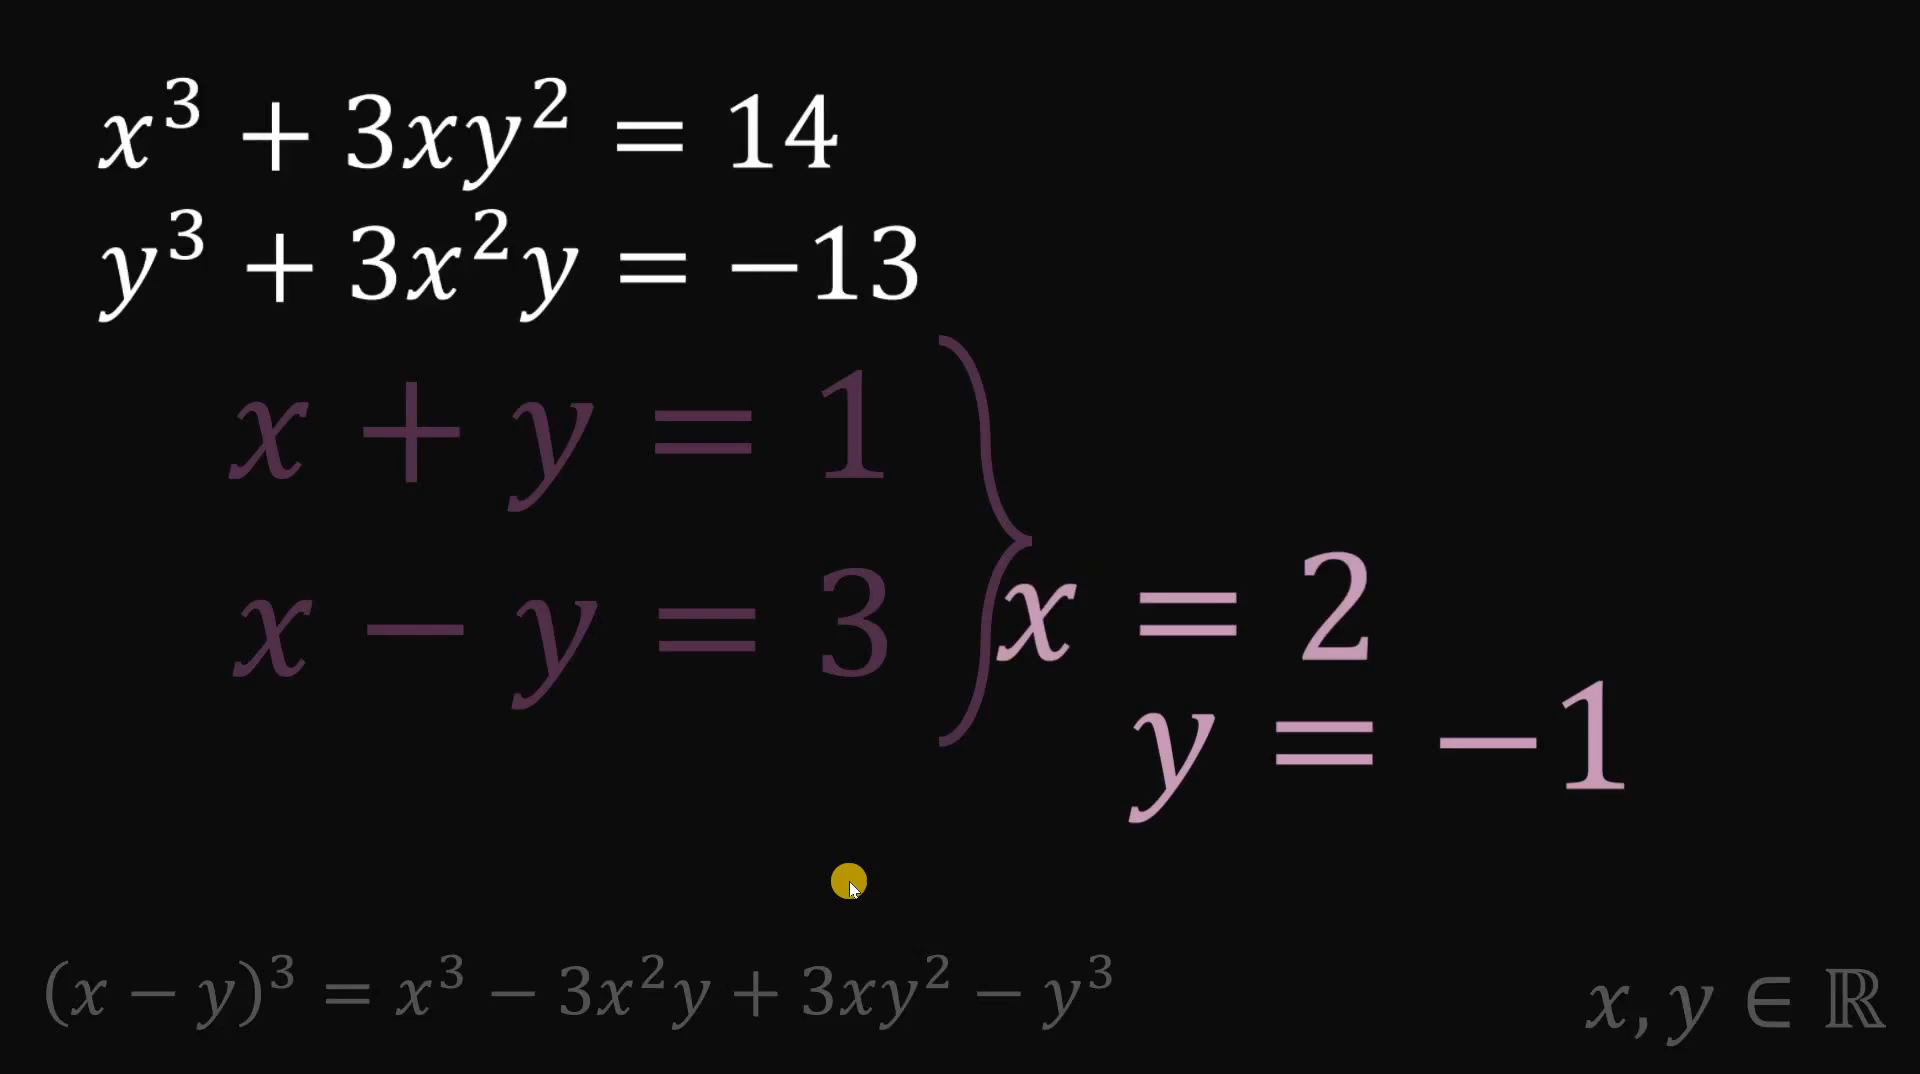 x³ + 3xy² = 14
y³ + 3x²y = −13
x + y = 1
x − y = 3
x = 2
y = −1
(x − y)³ = x³ − 3x²y + 3xy² − y³
x, y ∈ ℝ